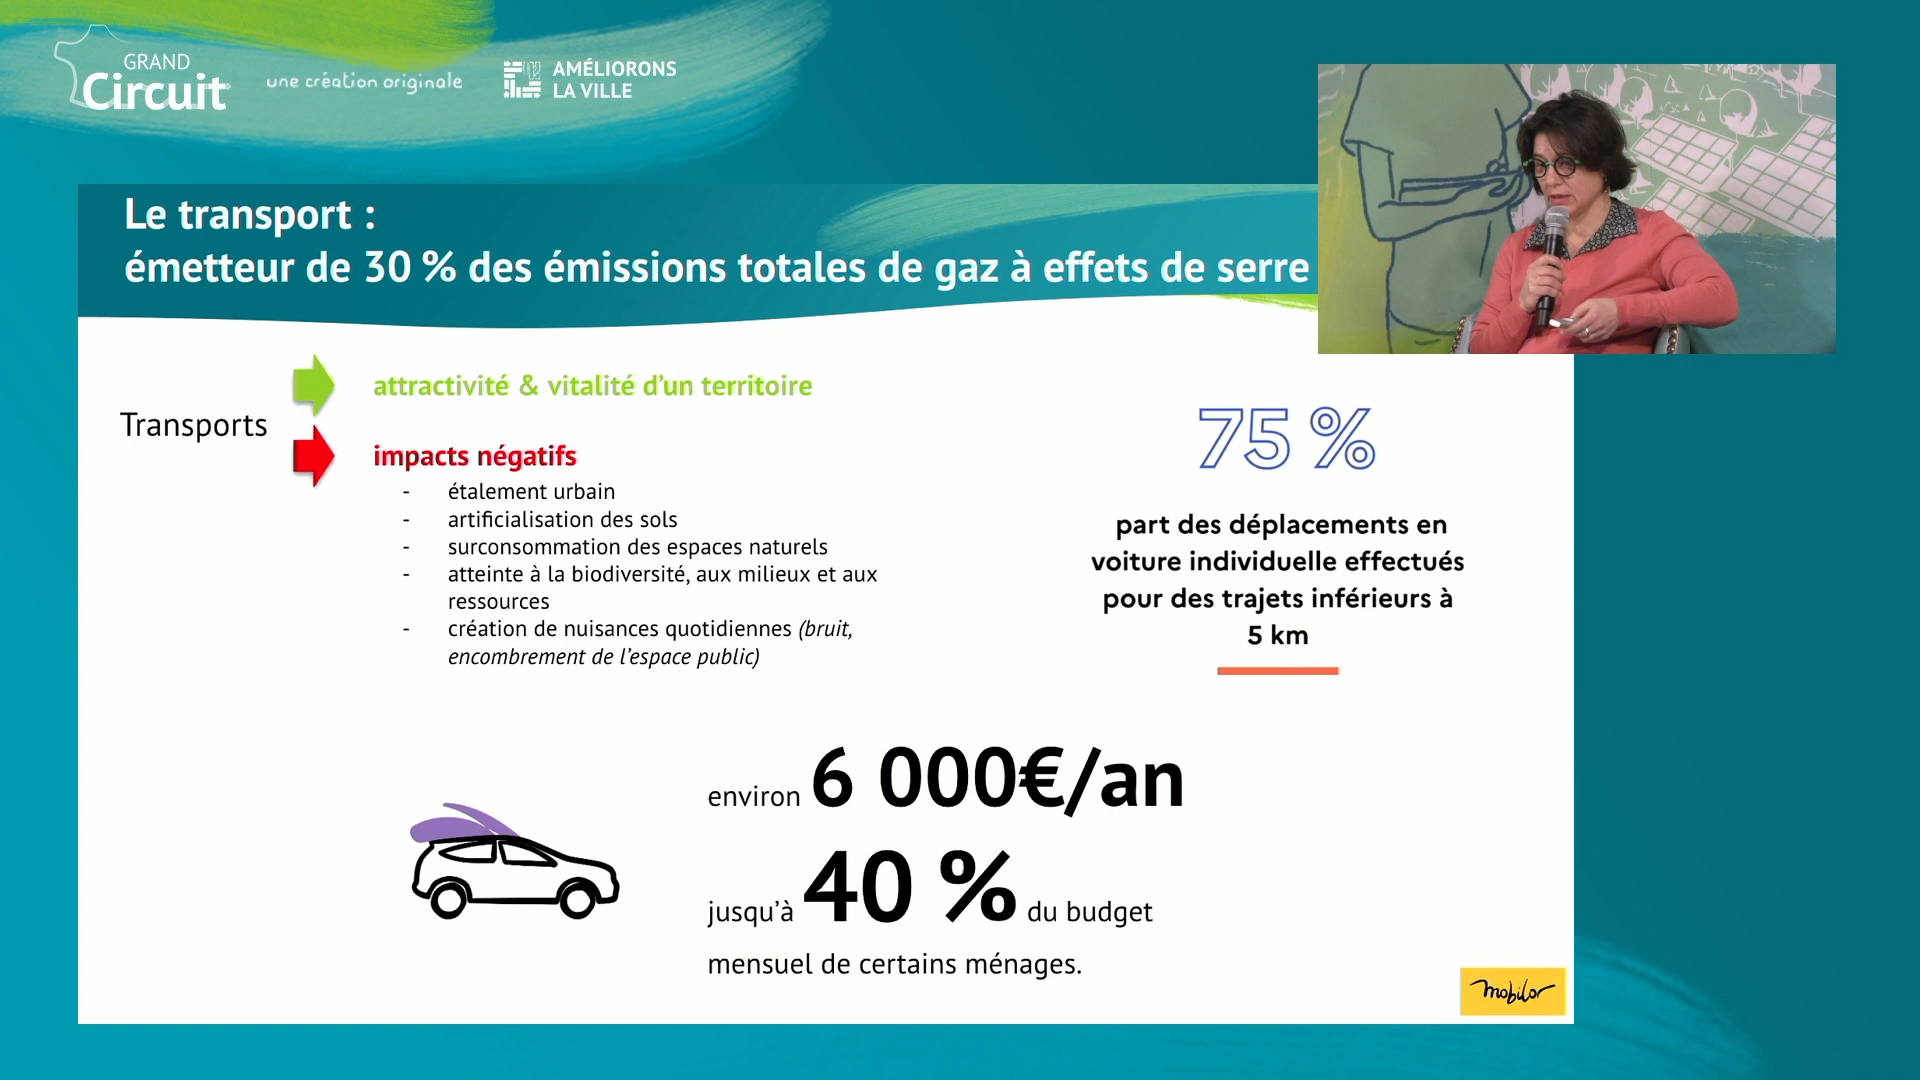 GRAND
Circuit
une création originale
AMÉLIORONS
LA VILLE
Le transport :
émetteur de 30 % des émissions totales de gaz à effets de serre
Transports
attractivité & vitalité d’un territoire
impacts négatifs
- étalement urbain
- artificialisation des sols
- surconsommation des espaces naturels
- atteinte à la biodiversité, aux milieux et aux
ressources
- création de nuisances quotidiennes (bruit,
encombrement de l’espace public)
75 %
part des déplacements en
voiture individuelle effectués
pour des trajets inférieurs à
5 km
environ 6 000€/an
jusqu’à 40 % du budget
mensuel de certains ménages.
mobilor